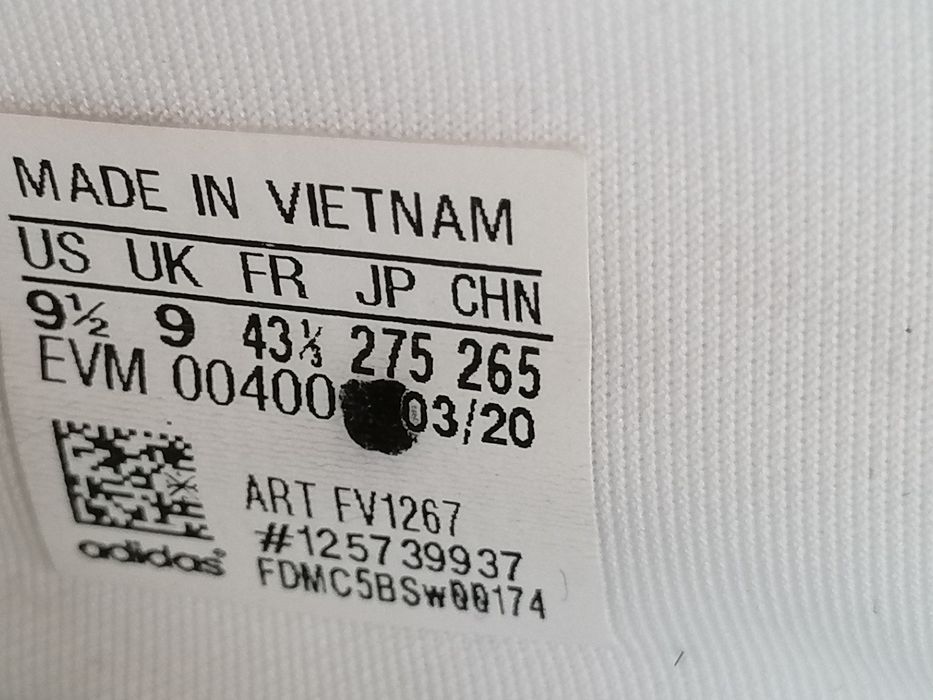 MADE IN VIETNAM
US UK FR JP CHN
9½ 9 43⅓ 275 265
EVM 00400 03/20
ART FV1267
#125739937
adidas
FDMC5BSW00174